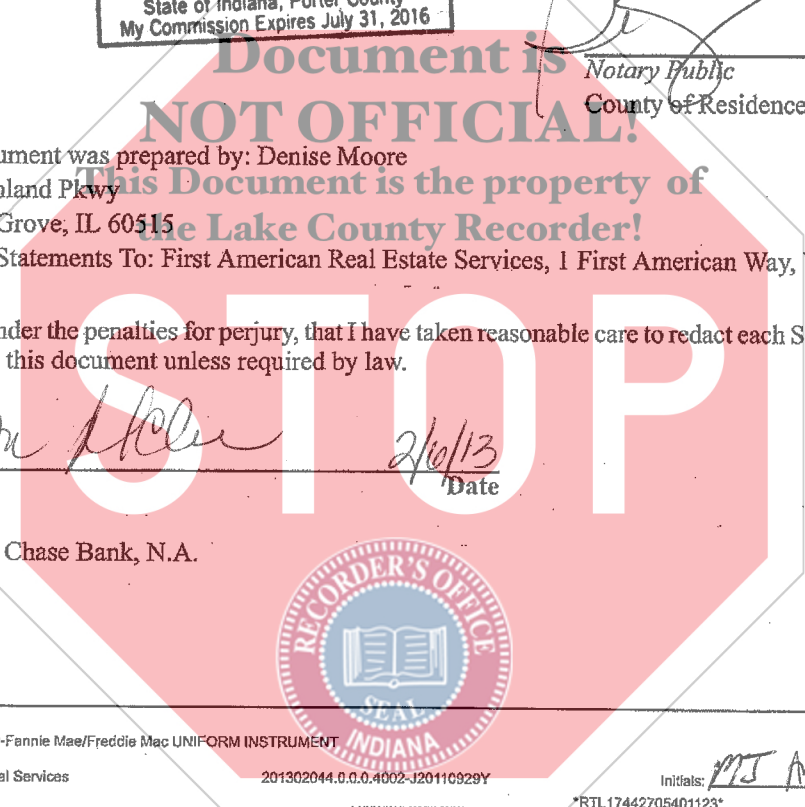 State of Indiana, Porter County
My Commission Expires July 31, 2016
Document is
Notary Public
NOT OFFICIAL!
County of Residence
ument was prepared by: Denise Moore
This Document is the property of
nland Pkwy
Grove, IL 60515
the Lake County Recorder!
Statements To: First American Real Estate Services, 1 First American Way,
STOP
nder the penalties for perjury, that I have taken reasonable care to redact each S
this document unless required by law.
2/6/13
Date
Chase Bank, N.A.
RECORDER'S OFFICE
SEAL
INDIANA
-Fannie Mae/Freddie Mac UNIFORM INSTRUMENT
al Services
201302044.0.0.0.4002-J20110929Y
Initials: MJ
*RTL17442705401123*